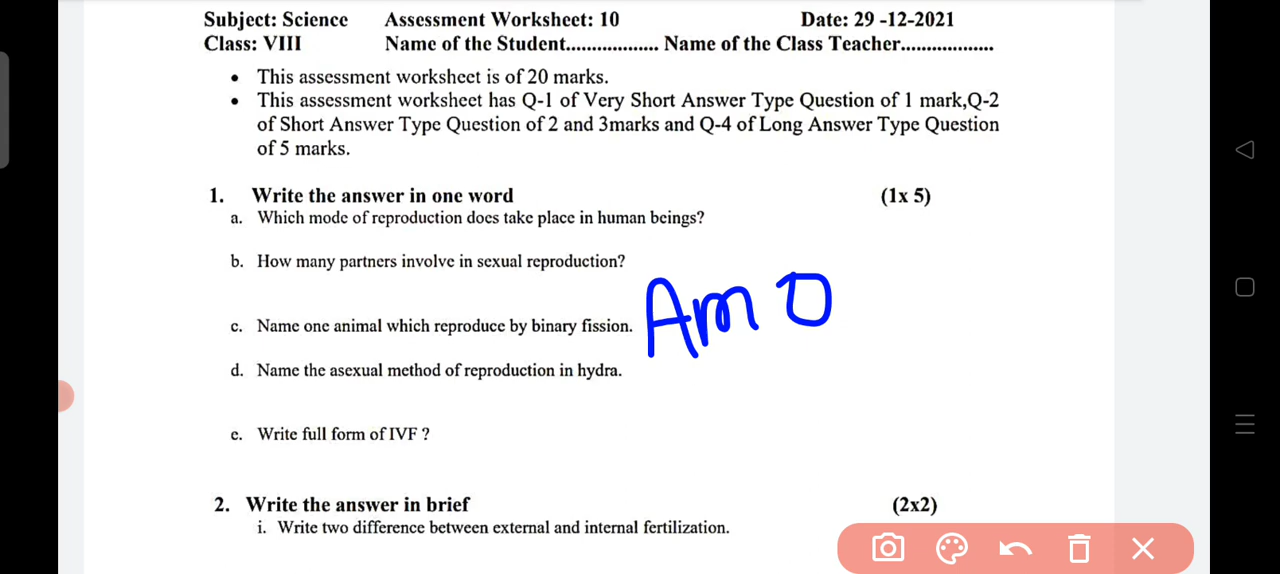 Subject: Science Assessment Worksheet: 10 Date: 29 -12-2021
Class: VIII Name of the Student.................. Name of the Class Teacher...................
• This assessment worksheet is of 20 marks.
• This assessment worksheet has Q-1 of Very Short Answer Type Question of 1 mark,Q-2
of Short Answer Type Question of 2 and 3marks and Q-4 of Long Answer Type Question
of 5 marks.
1. Write the answer in one word (1x 5)
a. Which mode of reproduction does take place in human beings?
b. How many partners involve in sexual reproduction?
c. Name one animal which reproduce by binary fission. Amo
d. Name the asexual method of reproduction in hydra.
e. Write full form of IVF ?
2. Write the answer in brief (2x2)
i. Write two difference between external and internal fertilization.